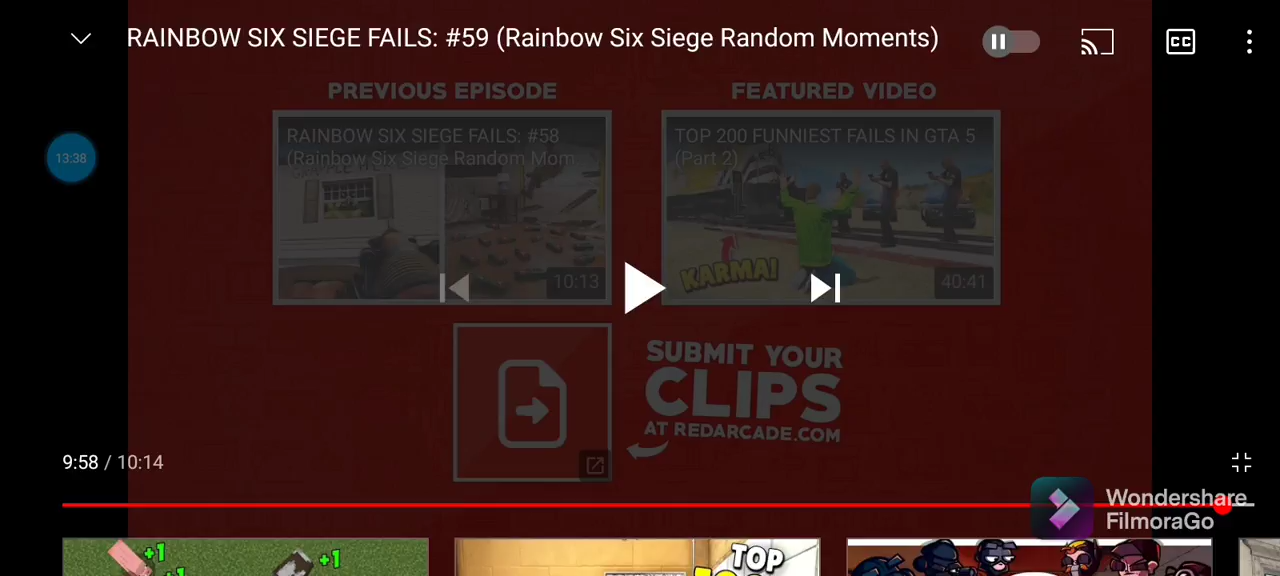 RAINBOW SIX SIEGE FAILS: #59 (Rainbow Six Siege Random Moments)
CC
PREVIOUS EPISODE
FEATURED VIDEO
13:38
RAINBOW SIX SIEGE FAILS: #58
(Rainbow Six Siege Random Mom
10:13
TOP 200 FUNNIEST FAILS IN GTA 5
(Part 2)
KARMA!
40:41
SUBMIT YOUR
CLIPS
AT REDARCADE.COM
9:58 / 10:14
Wondershare
FilmoraGo
+1
+1
TOP